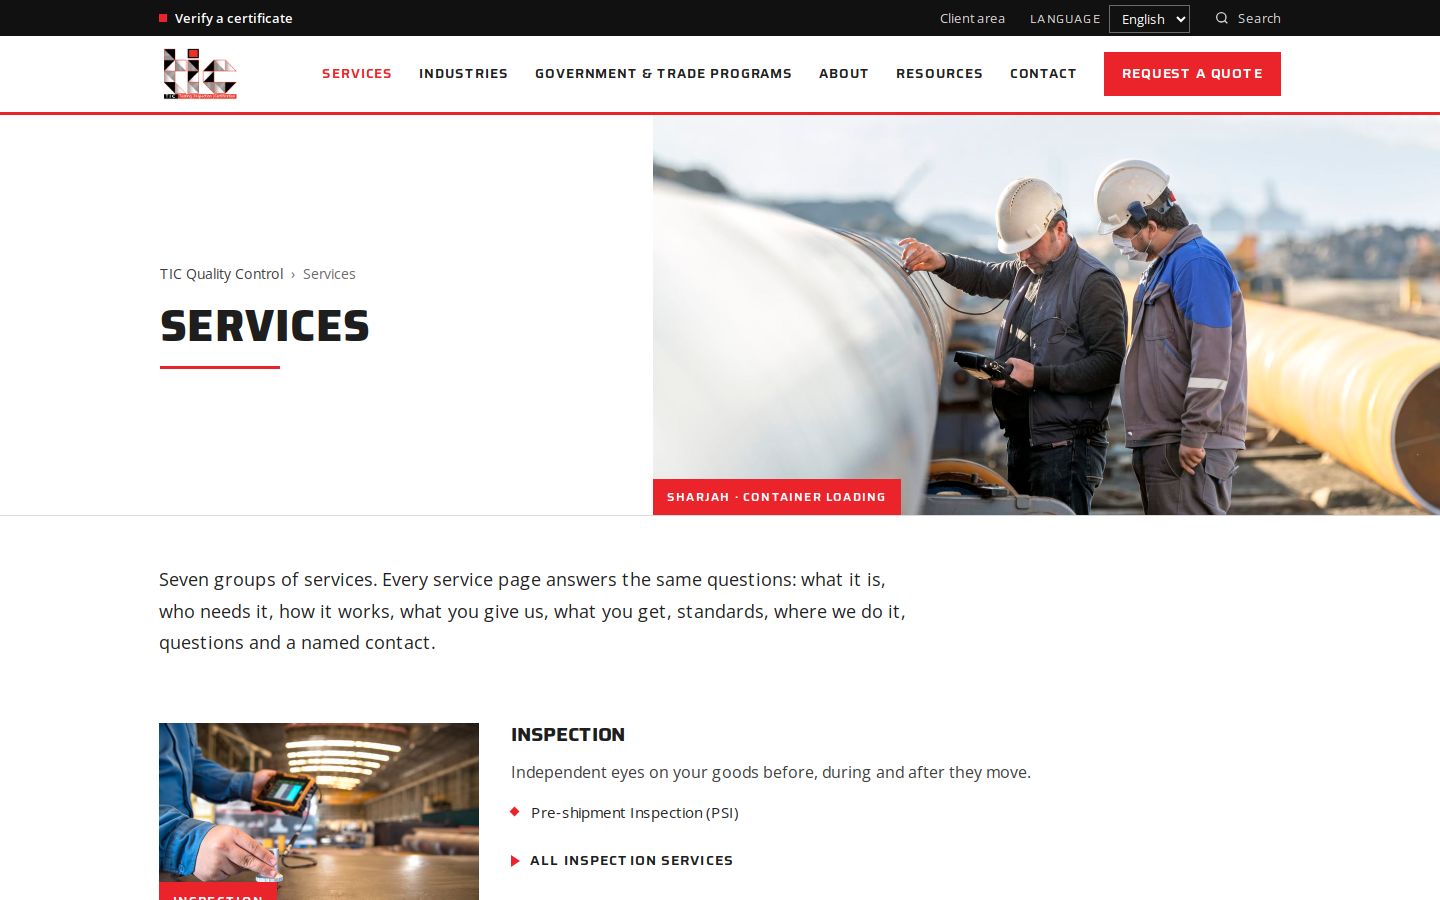 Verify a certificate
Client area
LANGUAGE
English
Search
tic
SERVICES
INDUSTRIES
GOVERNMENT & TRADE PROGRAMS
ABOUT
RESOURCES
CONTACT
REQUEST A QUOTE
TIC Quality Control › Services
SERVICES
SHARJAH · CONTAINER LOADING
Seven groups of services. Every service page answers the same questions: what it is,
who needs it, how it works, what you give us, what you get, standards, where we do it,
questions and a named contact.
INSPECTION
Independent eyes on your goods before, during and after they move.
Pre-shipment Inspection (PSI)
ALL INSPECTION SERVICES
INSPECTION